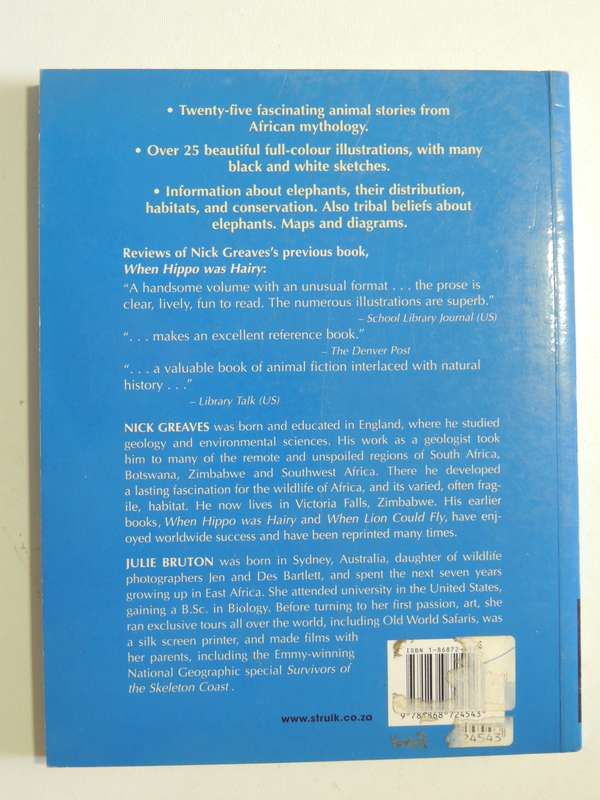 • Twenty-five fascinating animal stories from
African mythology.
• Over 25 beautiful full-colour illustrations, with many
black and white sketches.
• Information about elephants, their distribution,
habitats, and conservation. Also tribal beliefs about
elephants. Maps and diagrams.
Reviews of Nick Greaves's previous book,
When Hippo was Hairy:
“A handsome volume with an unusual format . . . the prose is
clear, lively, fun to read. The numerous illustrations are superb.”
– School Library Journal (US)
“. . . makes an excellent reference book.”
– The Denver Post
“. . . a valuable book of animal fiction interlaced with natural
history . . .”
– Library Talk (US)
NICK GREAVES was born and educated in England, where he studied
geology and environmental sciences. His work as a geologist took
him to many of the remote and unspoiled regions of South Africa,
Botswana, Zimbabwe and Southwest Africa. There he developed
a lasting fascination for the wildlife of Africa, and its varied, often frag-
ile, habitat. He now lives in Victoria Falls, Zimbabwe. His earlier
books, When Hippo was Hairy and When Lion Could Fly, have enj-
oyed worldwide success and have been reprinted many times.
JULIE BRUTON was born in Sydney, Australia, daughter of wildlife
photographers Jen and Des Bartlett, and spent the next seven years
growing up in East Africa. She attended university in the United States,
gaining a B.Sc. in Biology. Before turning to her first passion, art, she
ran exclusive tours all over the world, including Old World Safaris, was
a silk screen printer, and made films with
her parents, including the Emmy-winning
National Geographic special Survivors of
the Skeleton Coast.
ISBN 1-86872-
9 781868 724543
24543
www.struik.co.za